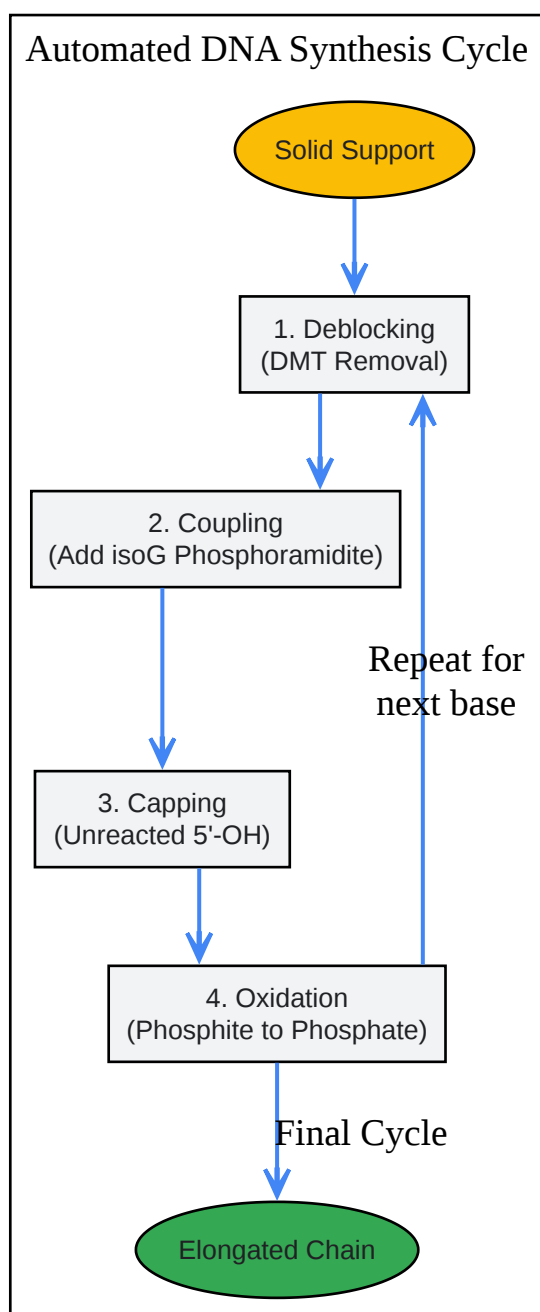 Automated DNA Synthesis Cycle
Solid Support
1. Deblocking
(DMT Removal)
2. Coupling
(Add isoG Phosphoramidite)
Repeat for
next base
3. Capping
(Unreacted 5'-OH)
4. Oxidation
(Phosphite to Phosphate)
Final Cycle
Elongated Chain